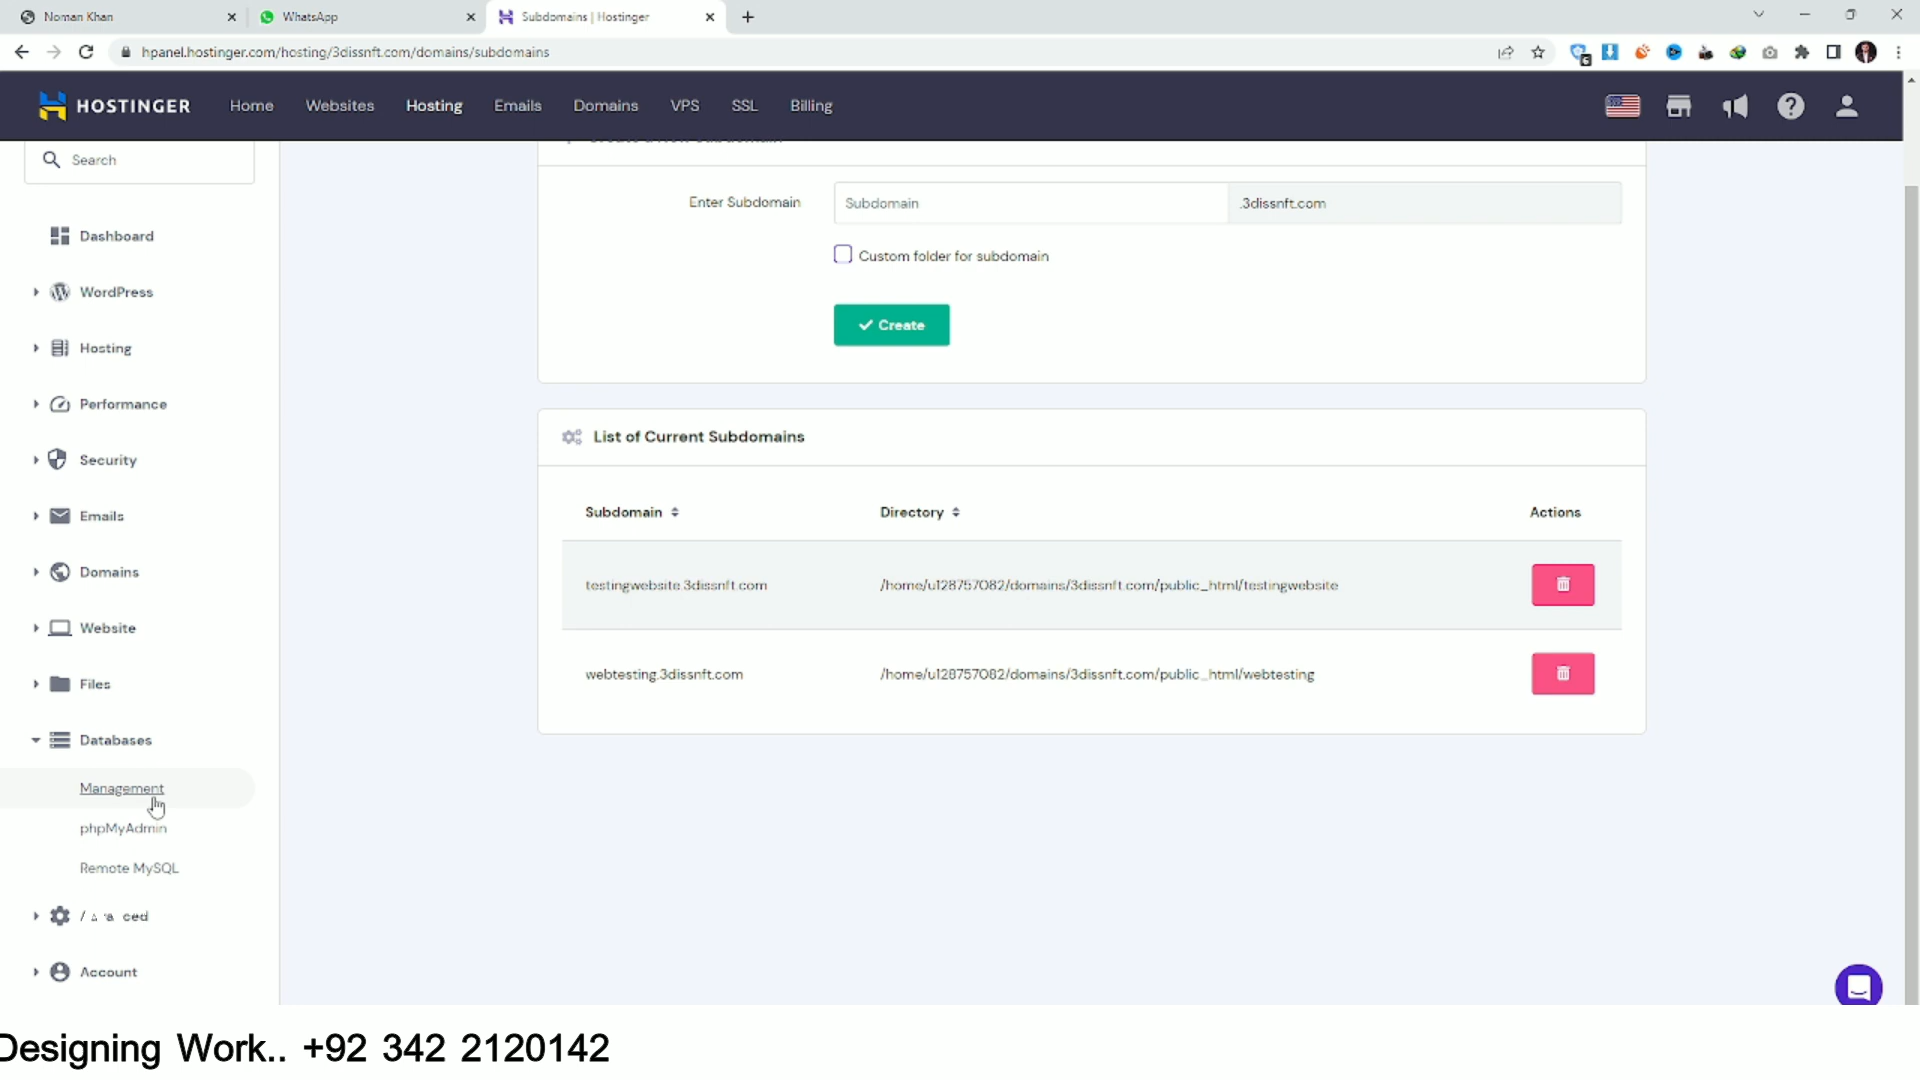 Noman Khan
WhatsApp
Subdomains | Hostinger
hpanel.hostinger.com/hosting/3dissnft.com/domains/subdomains
HOSTINGER
Home
Websites
Hosting
Emails
Domains
VPS
SSL
Billing
Search
Dashboard
WordPress
Hosting
Performance
Security
Emails
Domains
Website
Files
Databases
Management
phpMyAdmin
Remote MySQL
Account
Enter Subdomain
Subdomain
.3dissnft.com
Custom folder for subdomain
Create
List of Current Subdomains
Subdomain
Directory
Actions
testingwebsite.3dissnft.com
/home/u128757082/domains/3dissnft.com/public_html/testingwebsite
webtesting.3dissnft.com
/home/u128757082/domains/3dissnft.com/public_html/webtesting
Designing Work.. +92 342 2120142